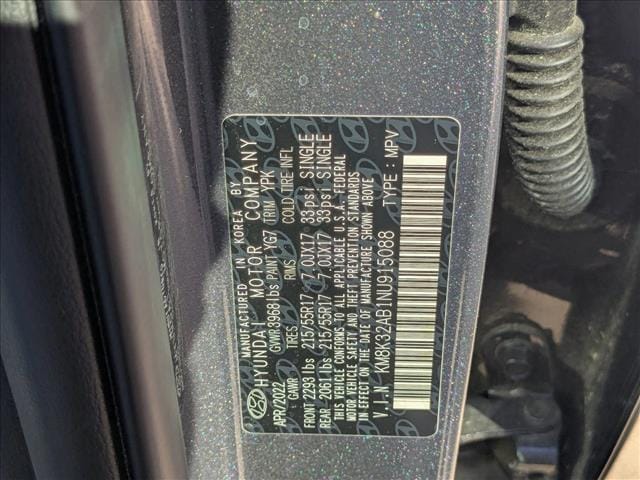 MANUFACTURED IN KOREA BY
HYUNDAI MOTOR COMPANY
APR/2022 GVWR 3968 lbs PAINT YG7 TRIM YPK
GAWR TIRES RIMS COLD TIRE INFL
FRONT 2293 lbs 215/55R17 7.0JX17 33psi SINGLE
REAR 2061 lbs 215/55R17 7.0JX17 33psi SINGLE
THIS VEHICLE CONFORMS TO ALL APPLICABLE U.S.A. FEDERAL
MOTOR VEHICLE SAFETY, BUMPER, AND THEFT PREVENTION STANDARDS
IN EFFECT ON THE DATE OF MANUFACTURE SHOWN ABOVE.
V.I.N KM8K32AB1NU915088 TYPE : MPV